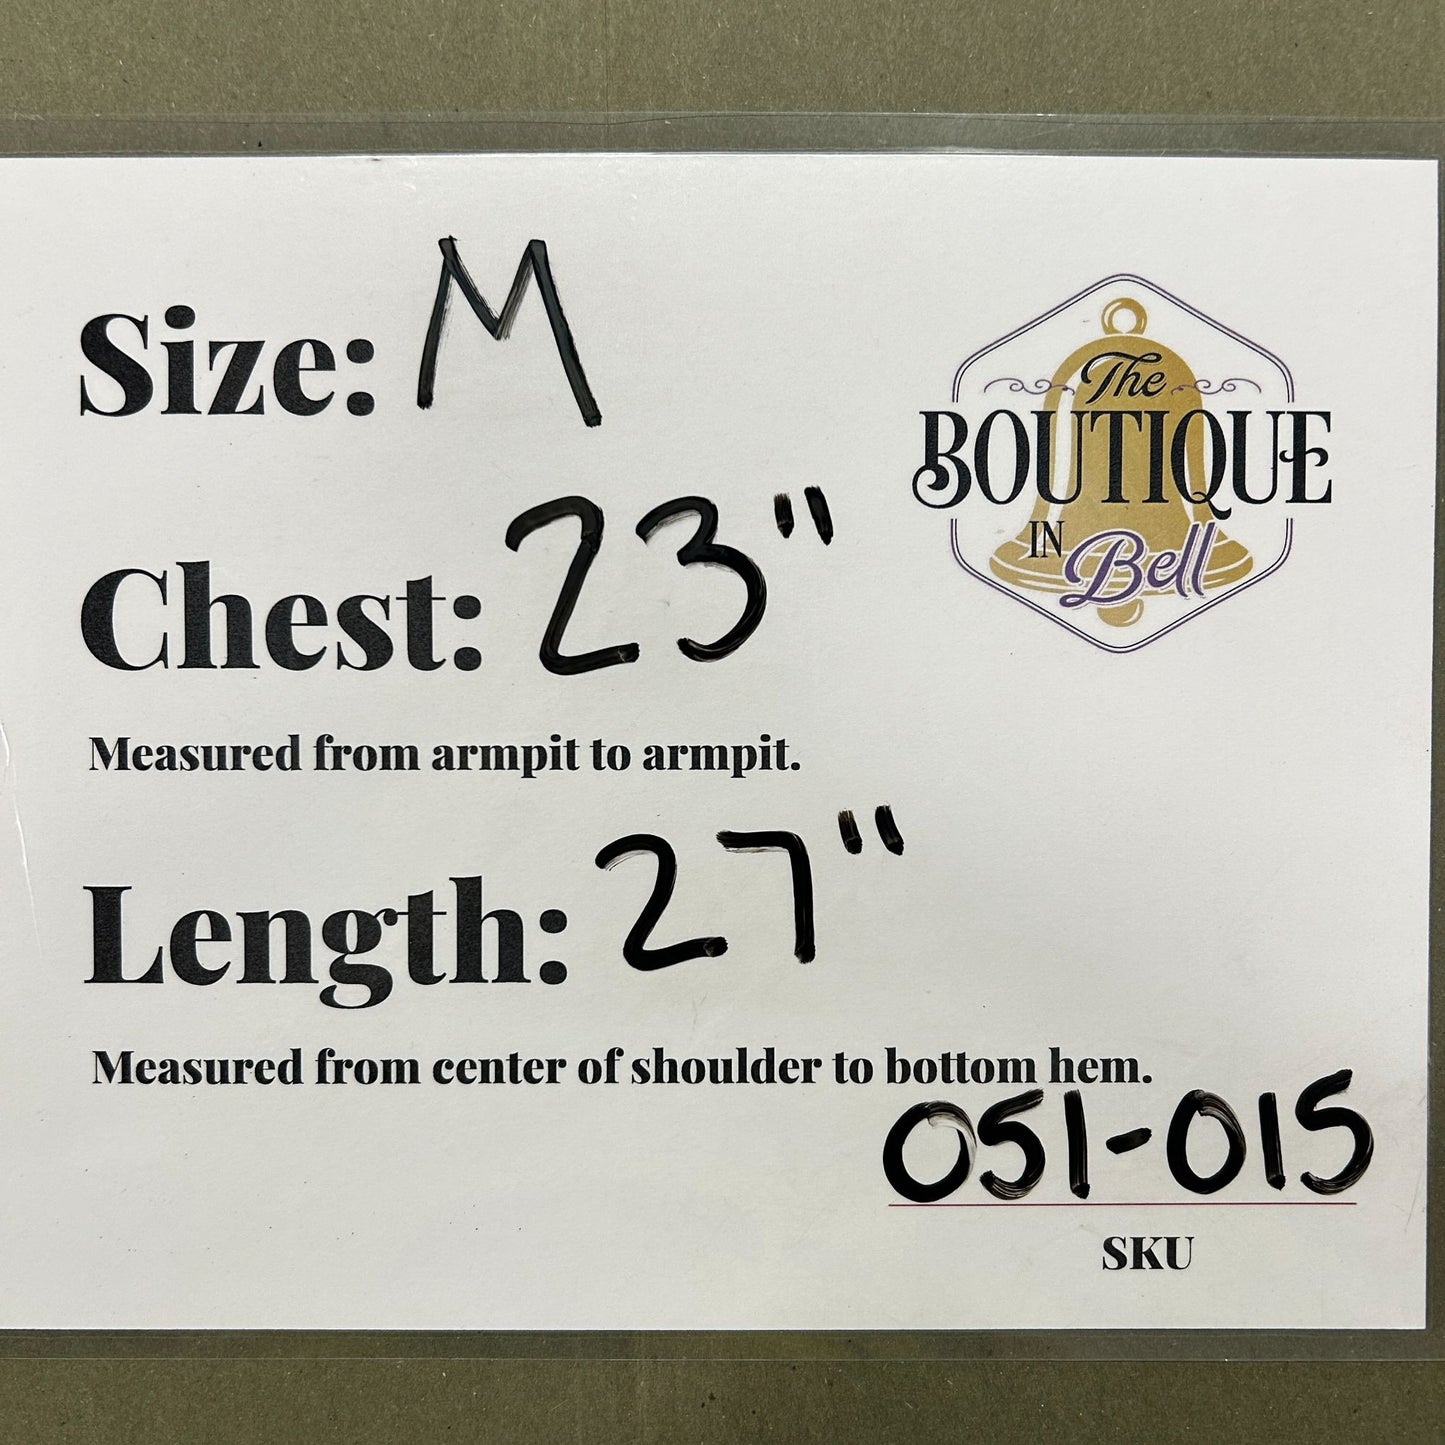 Size: M
The
BOUTIQUE
IN Bell
Chest: 23"
Measured from armpit to armpit.
Length: 27"
Measured from center of shoulder to bottom hem.
051-015
SKU